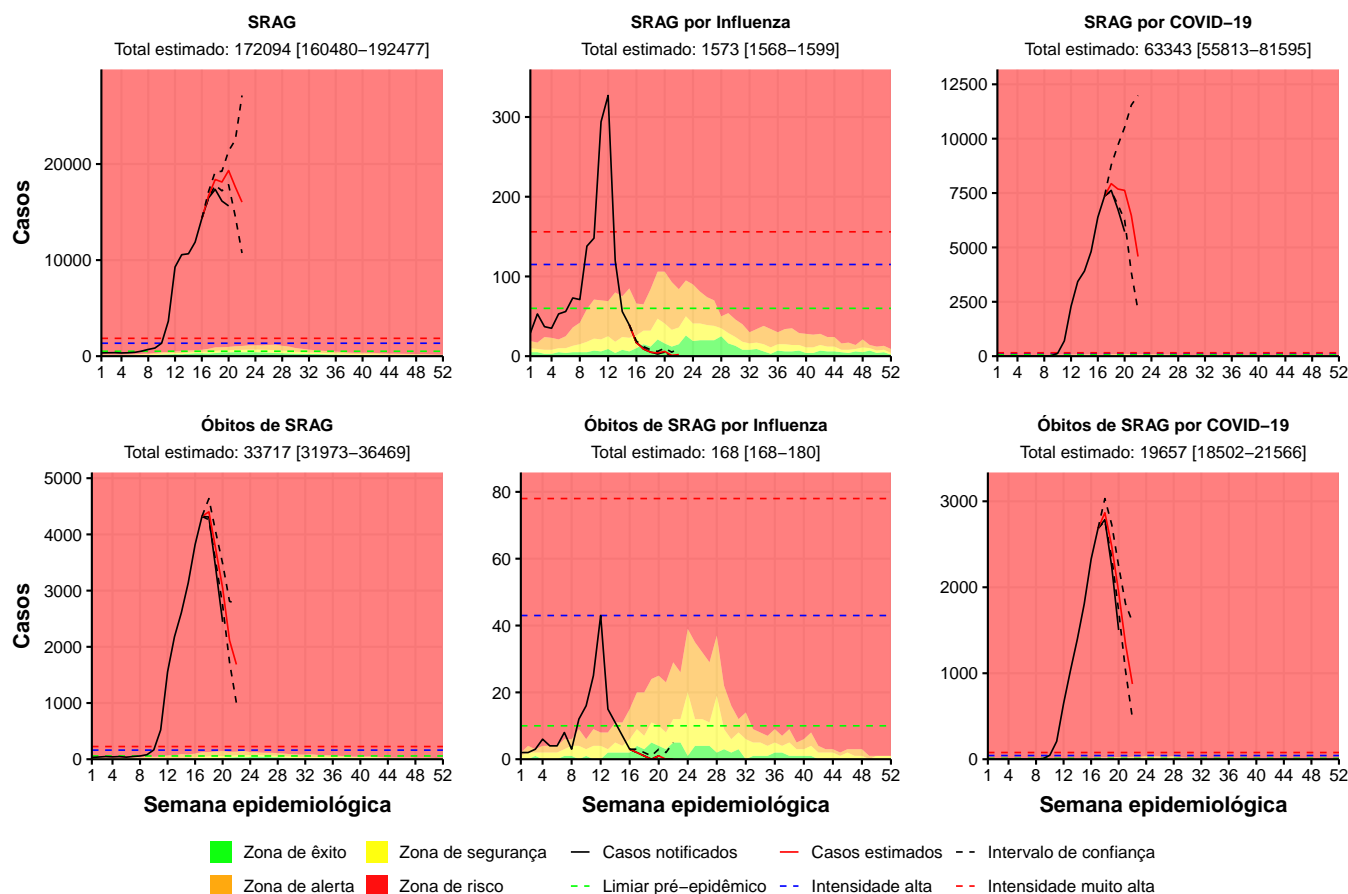 SRAG
Total estimado: 172094 [160480−192477]
SRAG por Influenza
Total estimado: 1573 [1568−1599]
SRAG por COVID−19
Total estimado: 63343 [55813−81595]
Casos
20000
10000
0
1 4 8 12 16 20 24 28 32 36 40 44 48 52
300
200
100
0
1 4 8 12 16 20 24 28 32 36 40 44 48 52
12500
10000
7500
5000
2500
0
1 4 8 12 16 20 24 28 32 36 40 44 48 52
Óbitos de SRAG
Total estimado: 33717 [31973−36469]
Óbitos de SRAG por Influenza
Total estimado: 168 [168−180]
Óbitos de SRAG por COVID−19
Total estimado: 19657 [18502−21566]
Casos
5000
4000
3000
2000
1000
0
1 4 8 12 16 20 24 28 32 36 40 44 48 52
Semana epidemiológica
80
60
40
20
0
1 4 8 12 16 20 24 28 32 36 40 44 48 52
Semana epidemiológica
3000
2000
1000
0
1 4 8 12 16 20 24 28 32 36 40 44 48 52
Semana epidemiológica
Zona de êxito Zona de segurança Casos notificados Casos estimados Intervalo de confiança
Zona de alerta Zona de risco Limiar pré−epidêmico Intensidade alta Intensidade muito alta